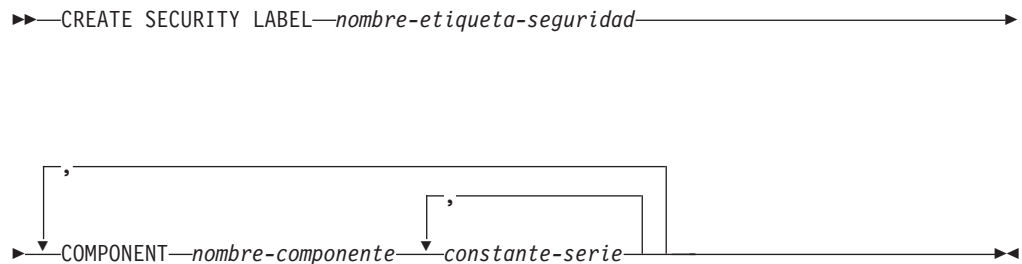 CREATE SECURITY LABEL nombre-etiqueta-seguridad
,
,
COMPONENT nombre-componente constante-serie